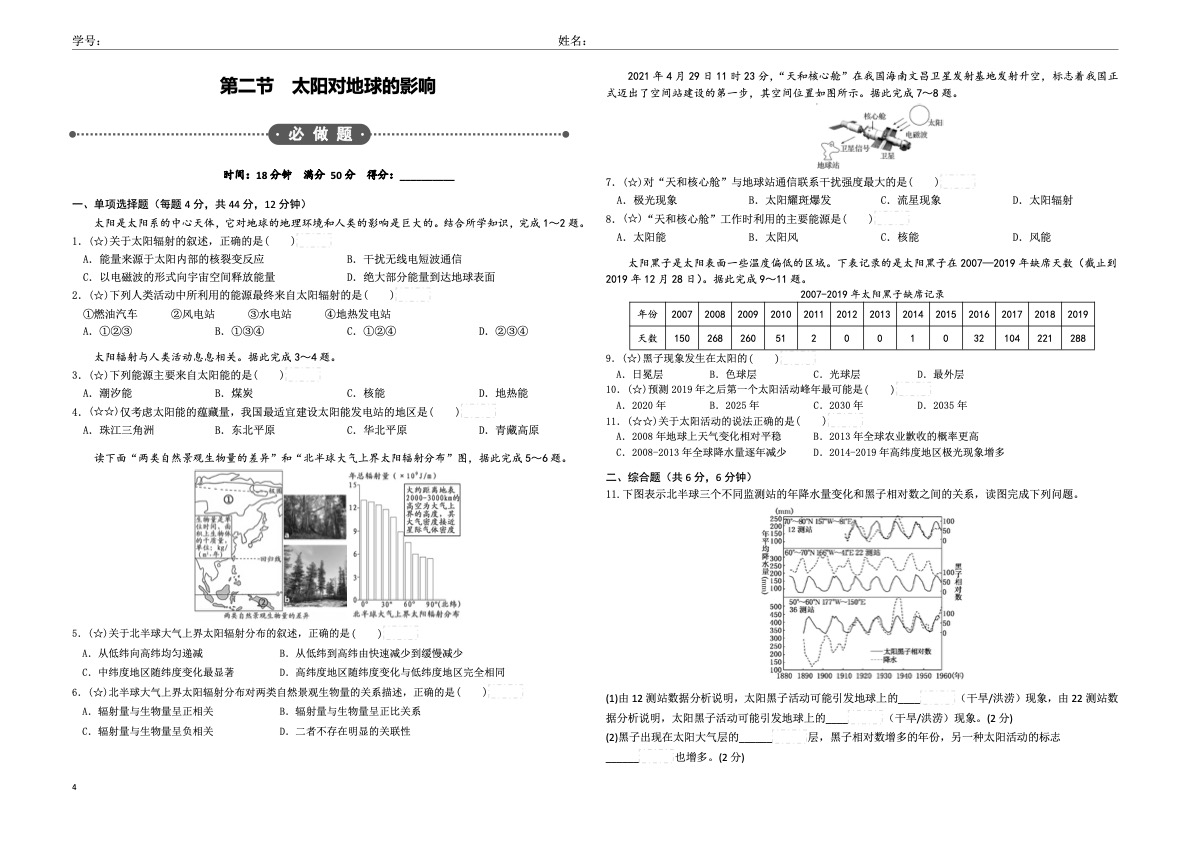 学号：
姓名：
第二节 太阳对地球的影响
·必 做 题·
时间：18分钟 满分 50分 得分：__________
一、单项选择题（每题4分，共44分，12分钟）
太阳是太阳系的中心天体，它对地球的地理环境和人类的影响是巨大的。结合所学知识，完成1～2题。
1．(☆)关于太阳辐射的叙述，正确的是( )
A．能量来源于太阳内部的核裂变反应 B．干扰无线电短波通信
C．以电磁波的形式向宇宙空间释放能量 D．绝大部分能量到达地球表面
2．(☆)下列人类活动中所利用的能源最终来自太阳辐射的是( )
①燃油汽车 ②风电站 ③水电站 ④地热发电站
A．①②③ B．①③④ C．①②④ D．②③④
太阳辐射与人类活动息息相关。据此完成3～4题。
3．(☆)下列能源主要来自太阳能的是( )
A．潮汐能 B．煤炭 C．核能 D．地热能
4．(☆☆)仅考虑太阳能的蕴藏量，我国最适宜建设太阳能发电站的地区是( )
A．珠江三角洲 B．东北平原 C．华北平原 D．青藏高原
读下面“两类自然景观生物量的差异”和“北半球大气上界太阳辐射分布”图，据此完成5～6题。
① 极圈
生物量是单位时间、面积上生物体的干质量，单位：kg/(m²·年)
回归线
②
a
b
两类自然景观生物量的差异
年总辐射量（×10⁹J/m）
15
12
9
6
3
0
大约距离地表2000-3000km的高空为大气上界的高度，其大气密度接近星际气体密度
0° 30° 60° 90°(北纬)
北半球大气上界太阳辐射分布
5．(☆)关于北半球大气上界太阳辐射分布的叙述，正确的是( )
A．从低纬向高纬均匀递减 B．从低纬到高纬由快速减少到缓慢减少
C．中纬度地区随纬度变化最显著 D．高纬度地区随纬度变化与低纬度地区完全相同
6．(☆)北半球大气上界太阳辐射分布对两类自然景观生物量的关系描述，正确的是( )
A．辐射量与生物量呈正相关 B．辐射量与生物量呈正比关系
C．辐射量与生物量呈负相关 D．二者不存在明显的关联性
4
2021年4月29日11时23分，“天和核心舱”在我国海南文昌卫星发射基地发射升空，标志着我国正
式迈出了空间站建设的第一步，其空间位置如图所示。据此完成7～8题。
核心舱
太阳
电磁波
卫星信号
卫星
地球站
7．(☆)对“天和核心舱”与地球站通信联系干扰强度最大的是( )
A．极光现象 B．太阳耀斑爆发 C．流星现象 D．太阳辐射
8．(☆)“天和核心舱”工作时利用的主要能源是( )
A．太阳能 B．太阳风 C．核能 D．风能
太阳黑子是太阳表面一些温度偏低的区域。下表记录的是太阳黑子在2007—2019年缺席天数（截止到
2019年12月28日）。据此完成9～11题。
2007-2019年太阳黑子缺席记录
年份 2007 2008 2009 2010 2011 2012 2013 2014 2015 2016 2017 2018 2019
天数 150 268 260 51 2 0 0 1 0 32 104 221 288
9．(☆)黑子现象发生在太阳的( )
A．日冕层 B．色球层 C．光球层 D．最外层
10．(☆)预测2019年之后第一个太阳活动峰年最可能是( )
A．2020年 B．2025年 C．2030年 D．2035年
11．(☆☆)关于太阳活动的说法正确的是( )
A．2008年地球上天气变化相对平稳 B．2013年全球农业歉收的概率更高
C．2008-2013年全球降水量逐年减少 D．2014-2019年高纬度地区极光现象增多
二、综合题（共6分，6分钟）
11.下图表示北半球三个不同监测站的年降水量变化和黑子相对数之间的关系，读图完成下列问题。
(mm)
250
200
150
100
70°~80°N 157°W~81°E
12 测站
100
50
0
年平均降水量(mm)
300
250
200
150
100
60°~70°N 166°W~41°E 22 测站
100
50
0
黑子相对数
500
450
400
350
300
250
200
150
100
50°~60°N 177°W~150°E
36 测站
100
50
0
太阳黑子相对数
降水
1880 1890 1900 1910 1920 1930 1940 1950 1960(年)
(1)由12测站数据分析说明，太阳黑子活动可能引发地球上的____（干旱/洪涝）现象，由22测站数
据分析说明，太阳黑子活动可能引发地球上的____（干旱/洪涝）现象。(2分)
(2)黑子出现在太阳大气层的______层，黑子相对数增多的年份，另一种太阳活动的标志
______也增多。(2分)